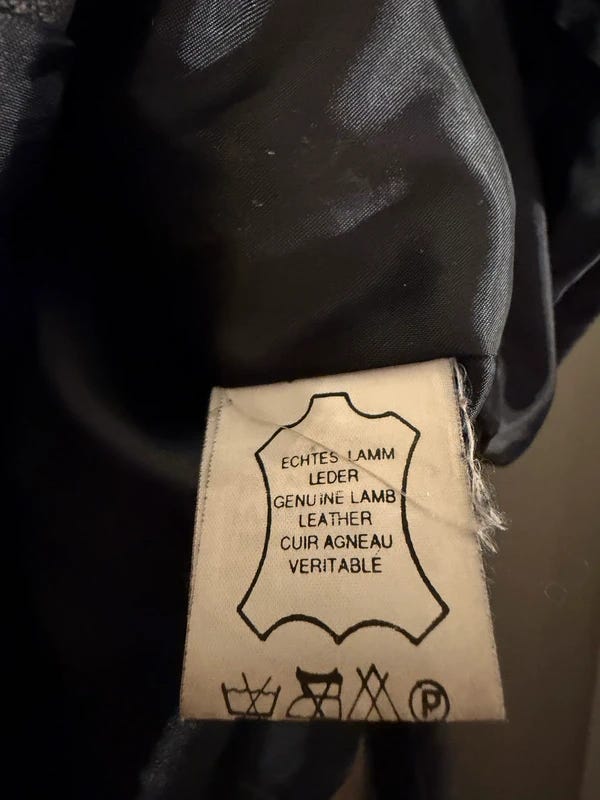 ECHTES LAMM
LEDER
GENUINE LAMB
LEATHER
CUIR AGNEAU
VERITABLE
P